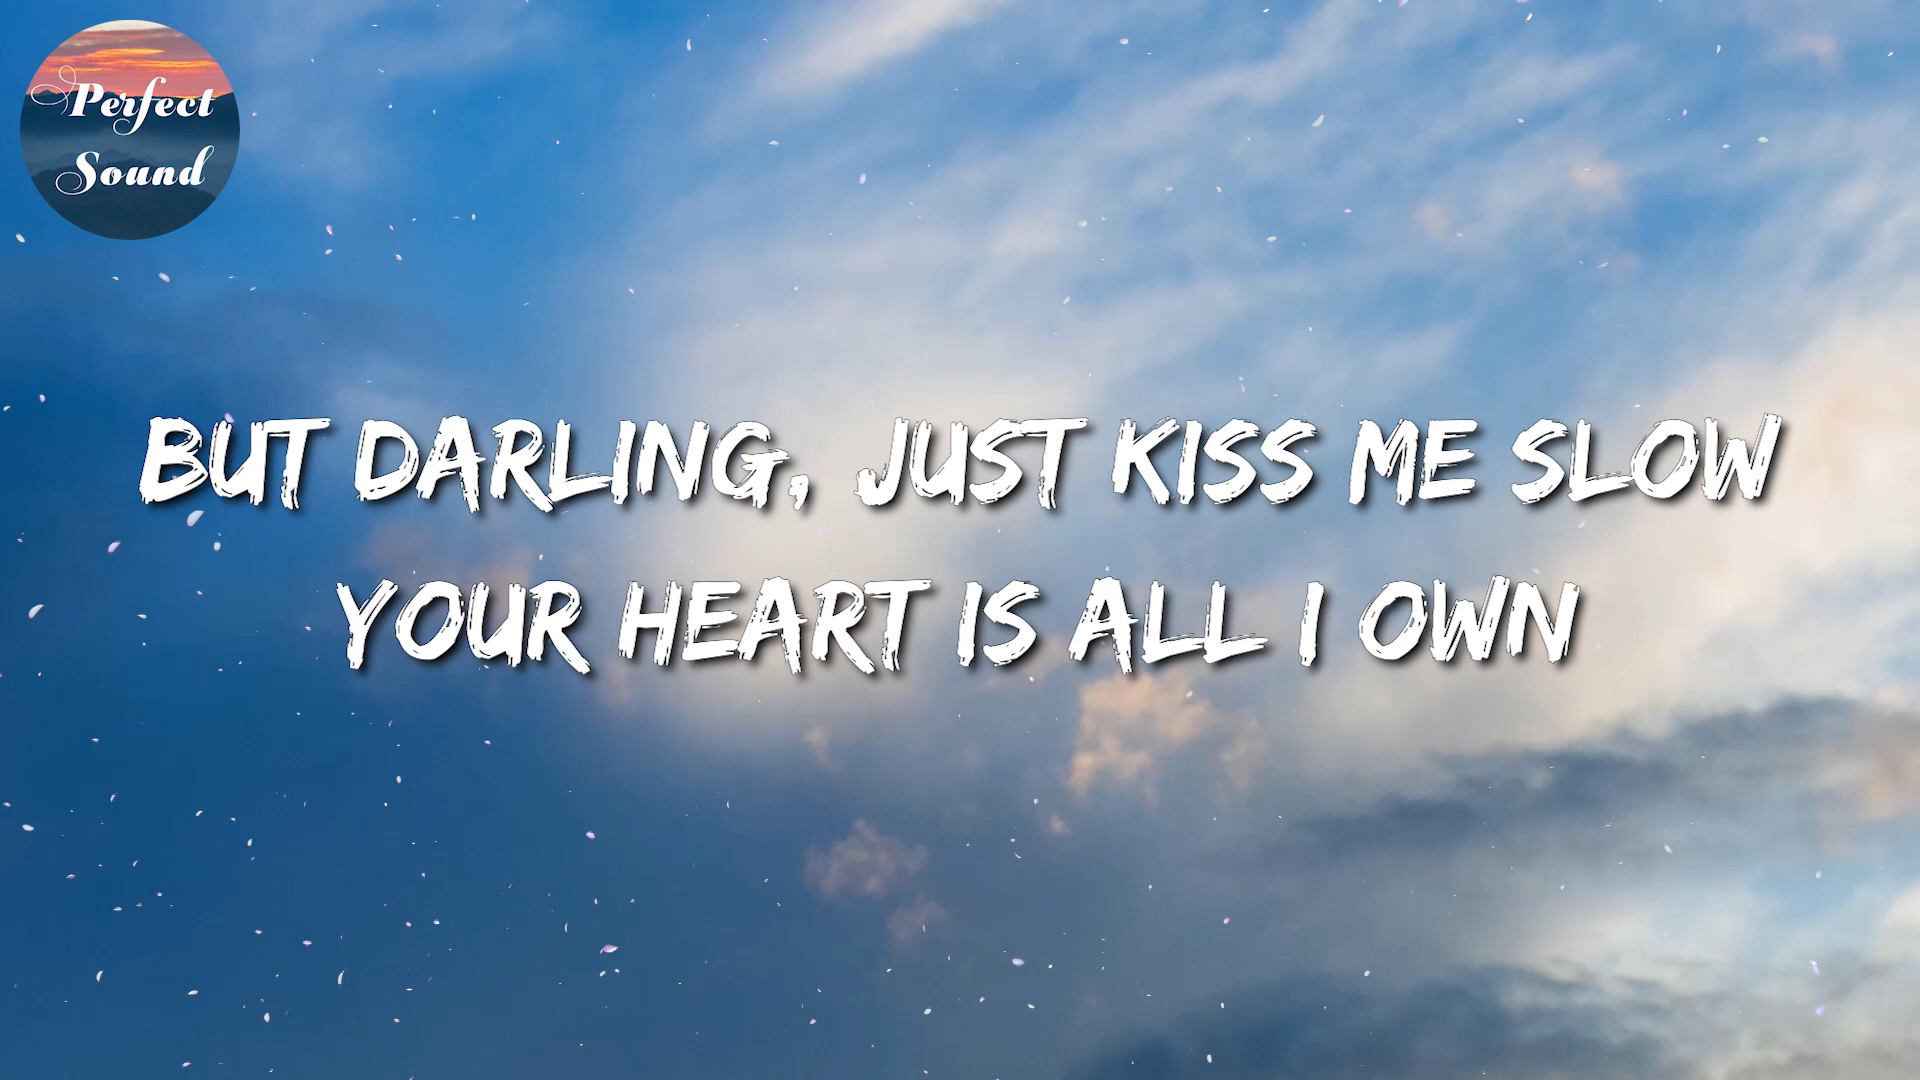 Perfect
Sound
BUT DARLING, JUST KISS ME SLOW
YOUR HEART IS ALL I OWN